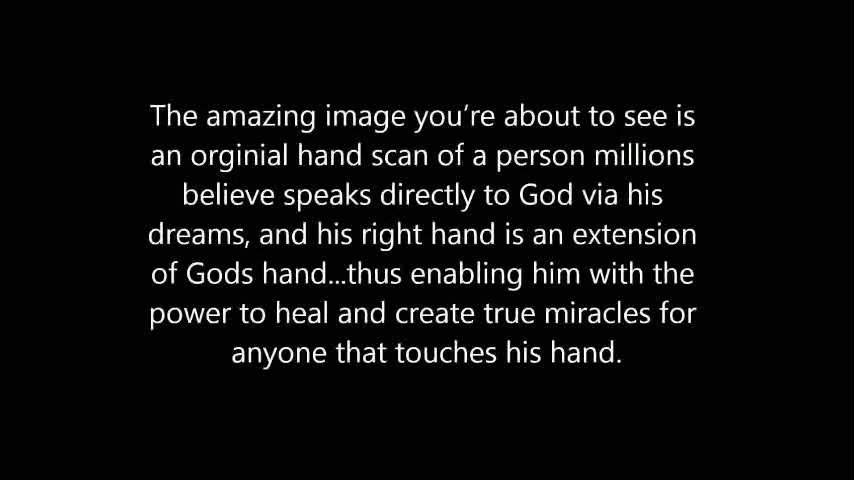 The amazing image you’re about to see is
an orginial hand scan of a person millions
believe speaks directly to God via his
dreams, and his right hand is an extension
of Gods hand...thus enabling him with the
power to heal and create true miracles for
anyone that touches his hand.